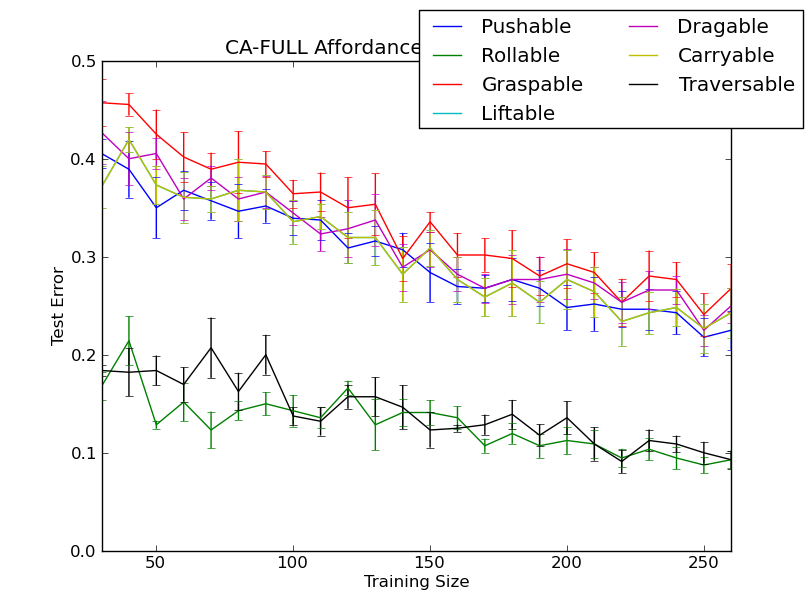 CA-FULL Affordance
Pushable
Rollable
Graspable
Liftable
Dragable
Carryable
Traversable
Test Error
0.5
0.4
0.3
0.2
0.1
0.0
50
100
150
200
250
Training Size